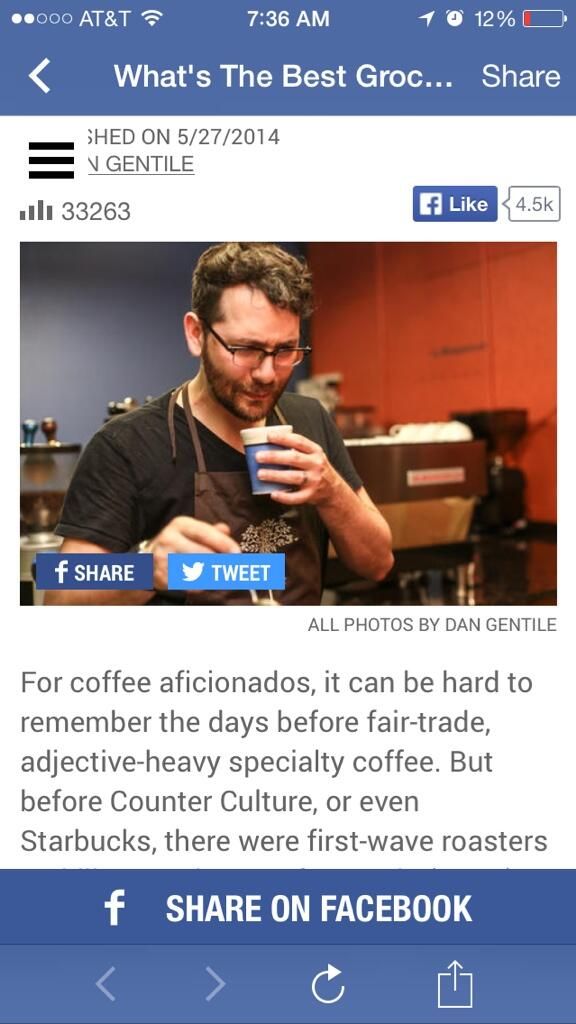 AT&T 7:36 AM 12%
What's The Best Groc... Share
SHED ON 5/27/2014
N GENTILE
33263
f Like 4.5k
f SHARE TWEET
ALL PHOTOS BY DAN GENTILE
For coffee aficionados, it can be hard to
remember the days before fair-trade,
adjective-heavy specialty coffee. But
before Counter Culture, or even
Starbucks, there were first-wave roasters
f SHARE ON FACEBOOK